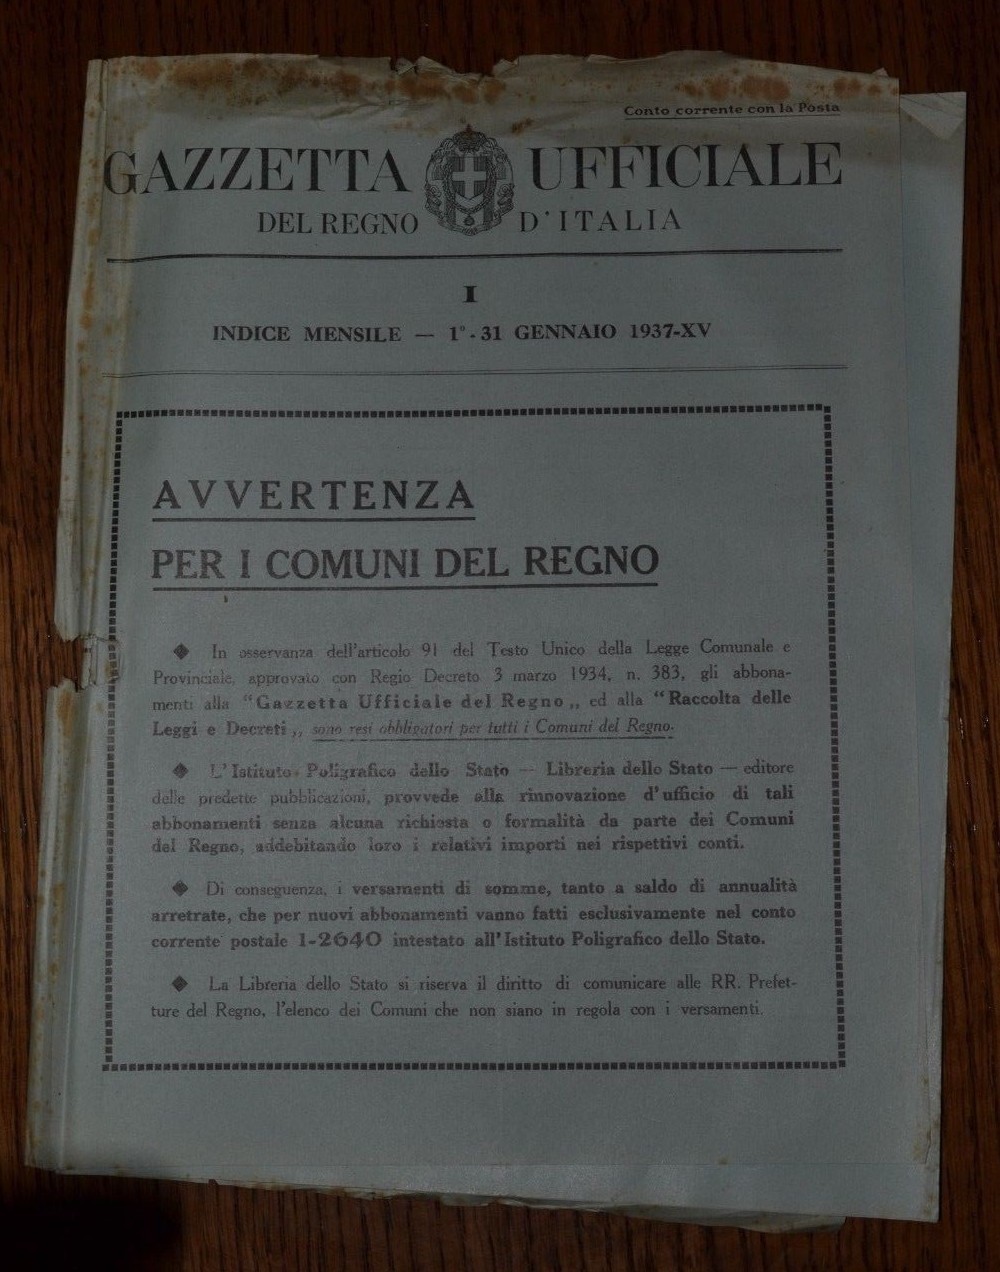 Conto corrente con la Posta
GAZZETTA UFFICIALE
DEL REGNO D'ITALIA
I
INDICE MENSILE — 1° - 31 GENNAIO 1937-XV
AVVERTENZA
PER I COMUNI DEL REGNO
◆ In osservanza dell'articolo 91 del Testo Unico della Legge Comunale e
Provinciale, approvato con Regio Decreto 3 marzo 1934, n. 383, gli abbona-
menti alla “Gazzetta Ufficiale del Regno„ ed alla “Raccolta delle
Leggi e Decreti„ sono resi obbligatori per tutti i Comuni del Regno.
◆ L'Istituto Poligrafico dello Stato — Libreria dello Stato — editore
delle predette pubblicazioni, provvede alla rinnovazione d'ufficio di tali
abbonamenti senza alcuna richiesta o formalità da parte dei Comuni
del Regno, addebitando loro i relativi importi nei rispettivi conti.
◆ Di conseguenza, i versamenti di somme, tanto a saldo di annualità
arretrate, che per nuovi abbonamenti vanno fatti esclusivamente nel conto
corrente postale 1-2640 intestato all'Istituto Poligrafico dello Stato.
◆ La Libreria dello Stato si riserva il diritto di comunicare alle RR. Prefet-
ture del Regno, l'elenco dei Comuni che non siano in regola con i versamenti.